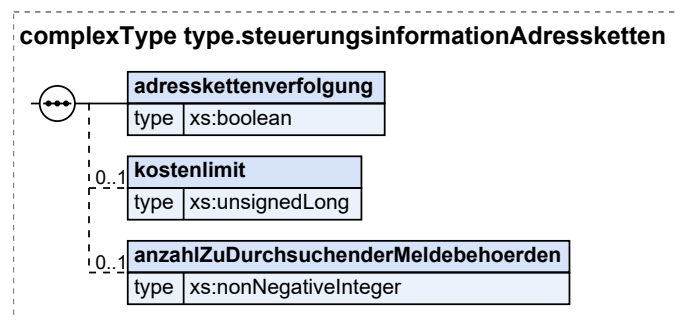 complexType type.steuerungsinformationAdressketten
adresskettenverfolgung
type xs:boolean
0..1 kostenlimit
type xs:unsignedLong
0..1 anzahlZuDurchsuchenderMeldebehoerden
type xs:nonNegativeInteger